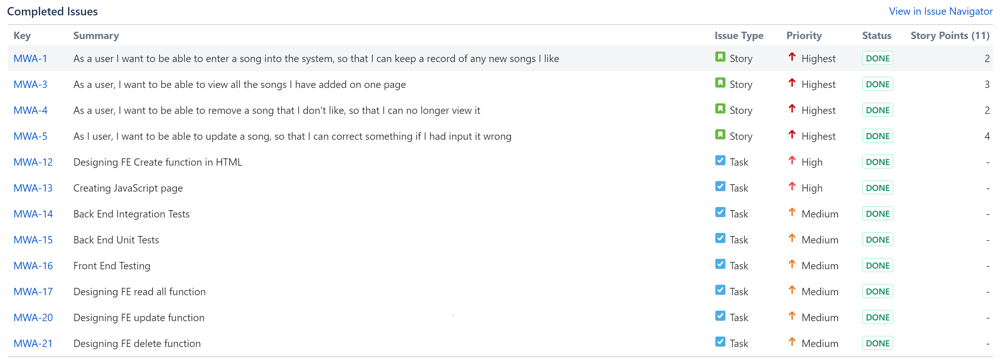 Completed Issues View in Issue Navigator
Key Summary Issue Type Priority Status Story Points (11)
MWA-1 As a user I want to be able to enter a song into the system, so that I can keep a record of any new songs I like Story Highest DONE 2
MWA-3 As a user, I want to be able to view all the songs I have added on one page Story Highest DONE 3
MWA-4 As a user, I want to be able to remove a song that I don't like, so that I can no longer view it Story Highest DONE 2
MWA-5 As I user, I want to be able to update a song, so that I can correct something if I had input it wrong Story Highest DONE 4
MWA-12 Designing FE Create function in HTML Task High DONE -
MWA-13 Creating JavaScript page Task High DONE -
MWA-14 Back End Integration Tests Task Medium DONE -
MWA-15 Back End Unit Tests Task Medium DONE -
MWA-16 Front End Testing Task Medium DONE -
MWA-17 Designing FE read all function Task Medium DONE -
MWA-20 Designing FE update function Task Medium DONE -
MWA-21 Designing FE delete function Task Medium DONE -